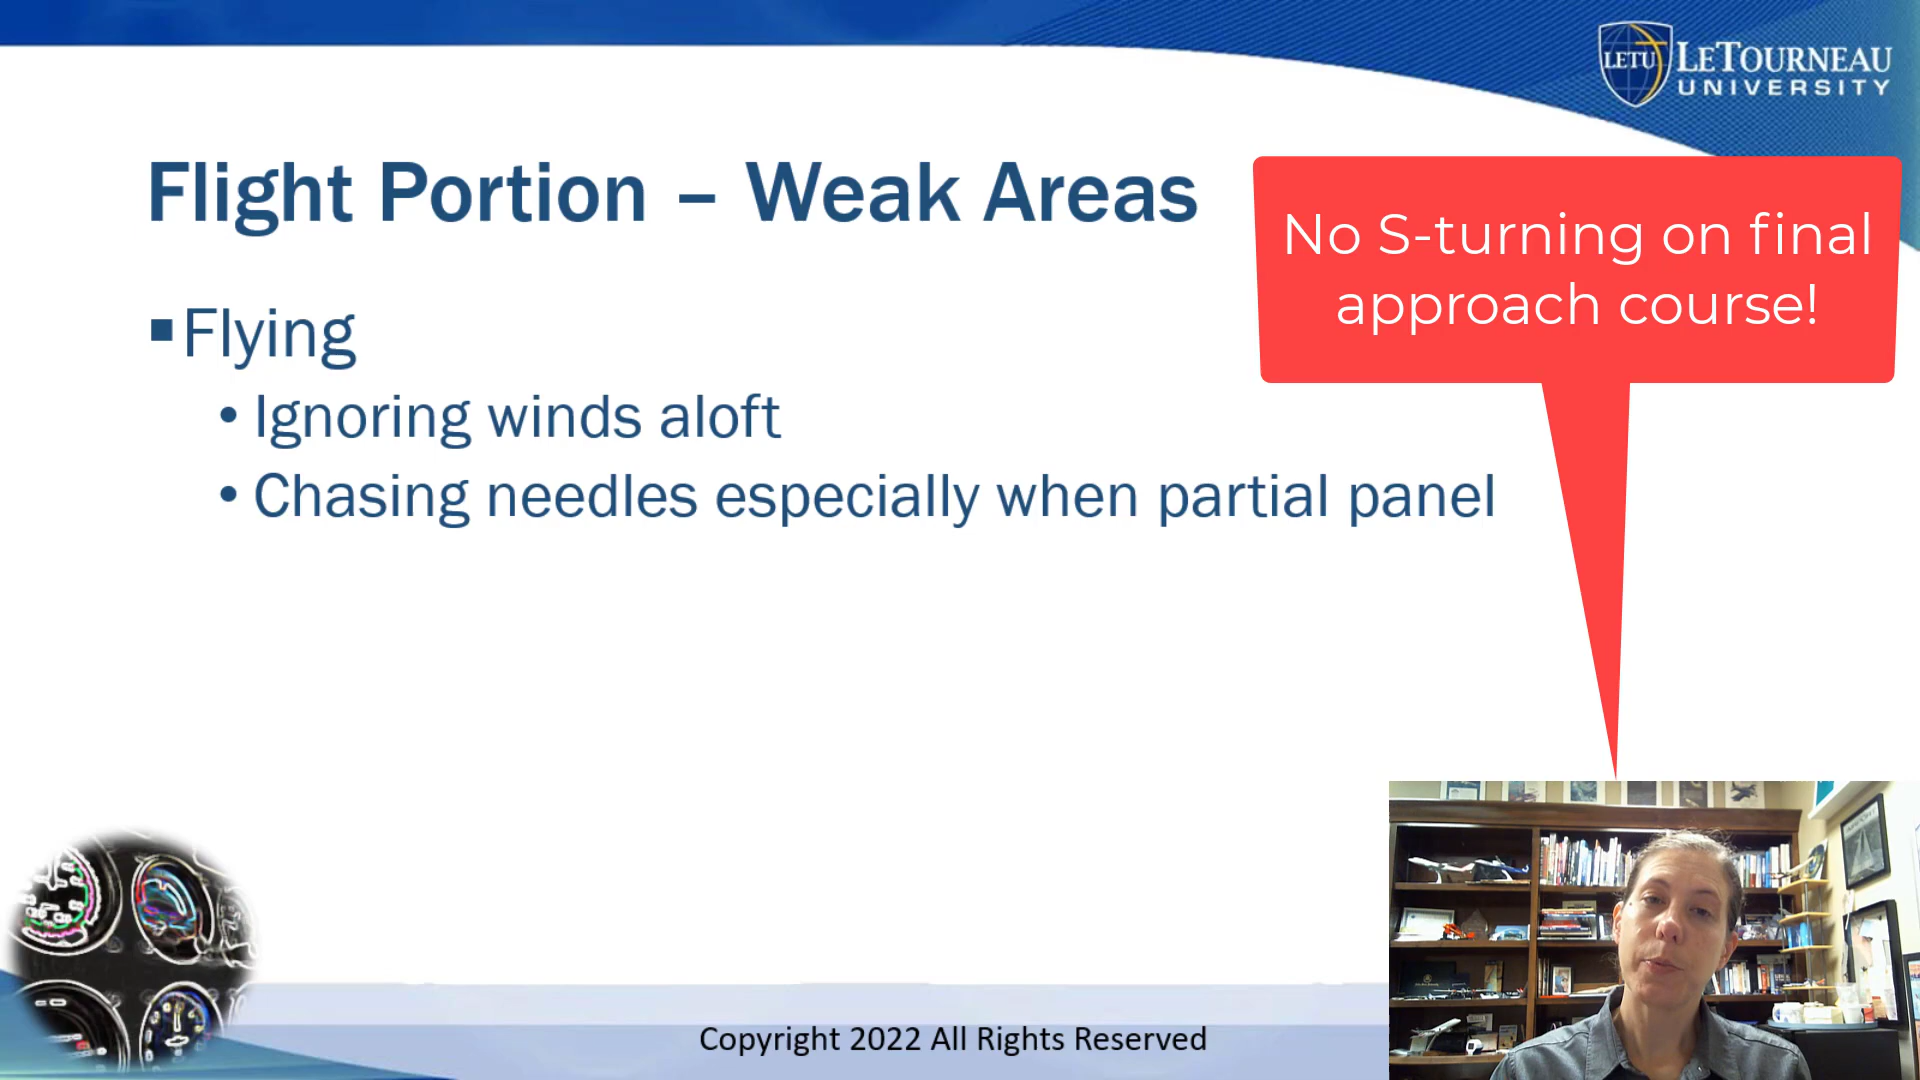 LETU LETOURNEAU
UNIVERSITY
Flight Portion – Weak Areas
No S-turning on final
approach course!
▪Flying
• Ignoring winds aloft
• Chasing needles especially when partial panel
Copyright 2022 All Rights Reserved